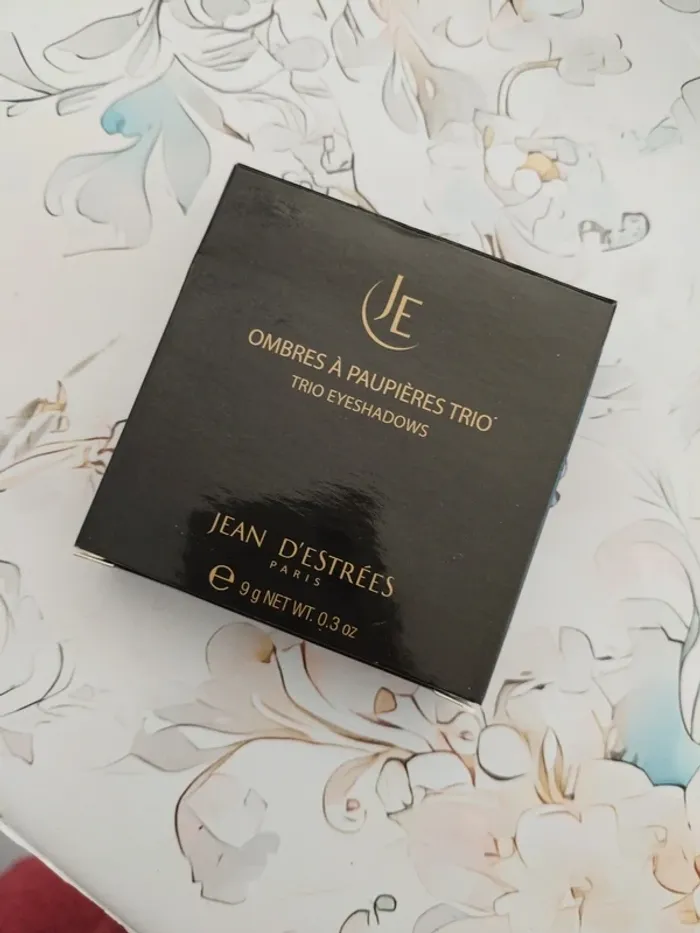 JE
OMBRES À PAUPIÈRES TRIO
TRIO EYESHADOWS
JEAN D'ESTRÉES
PARIS
℮ 9 g NET WT. 0.3 oz